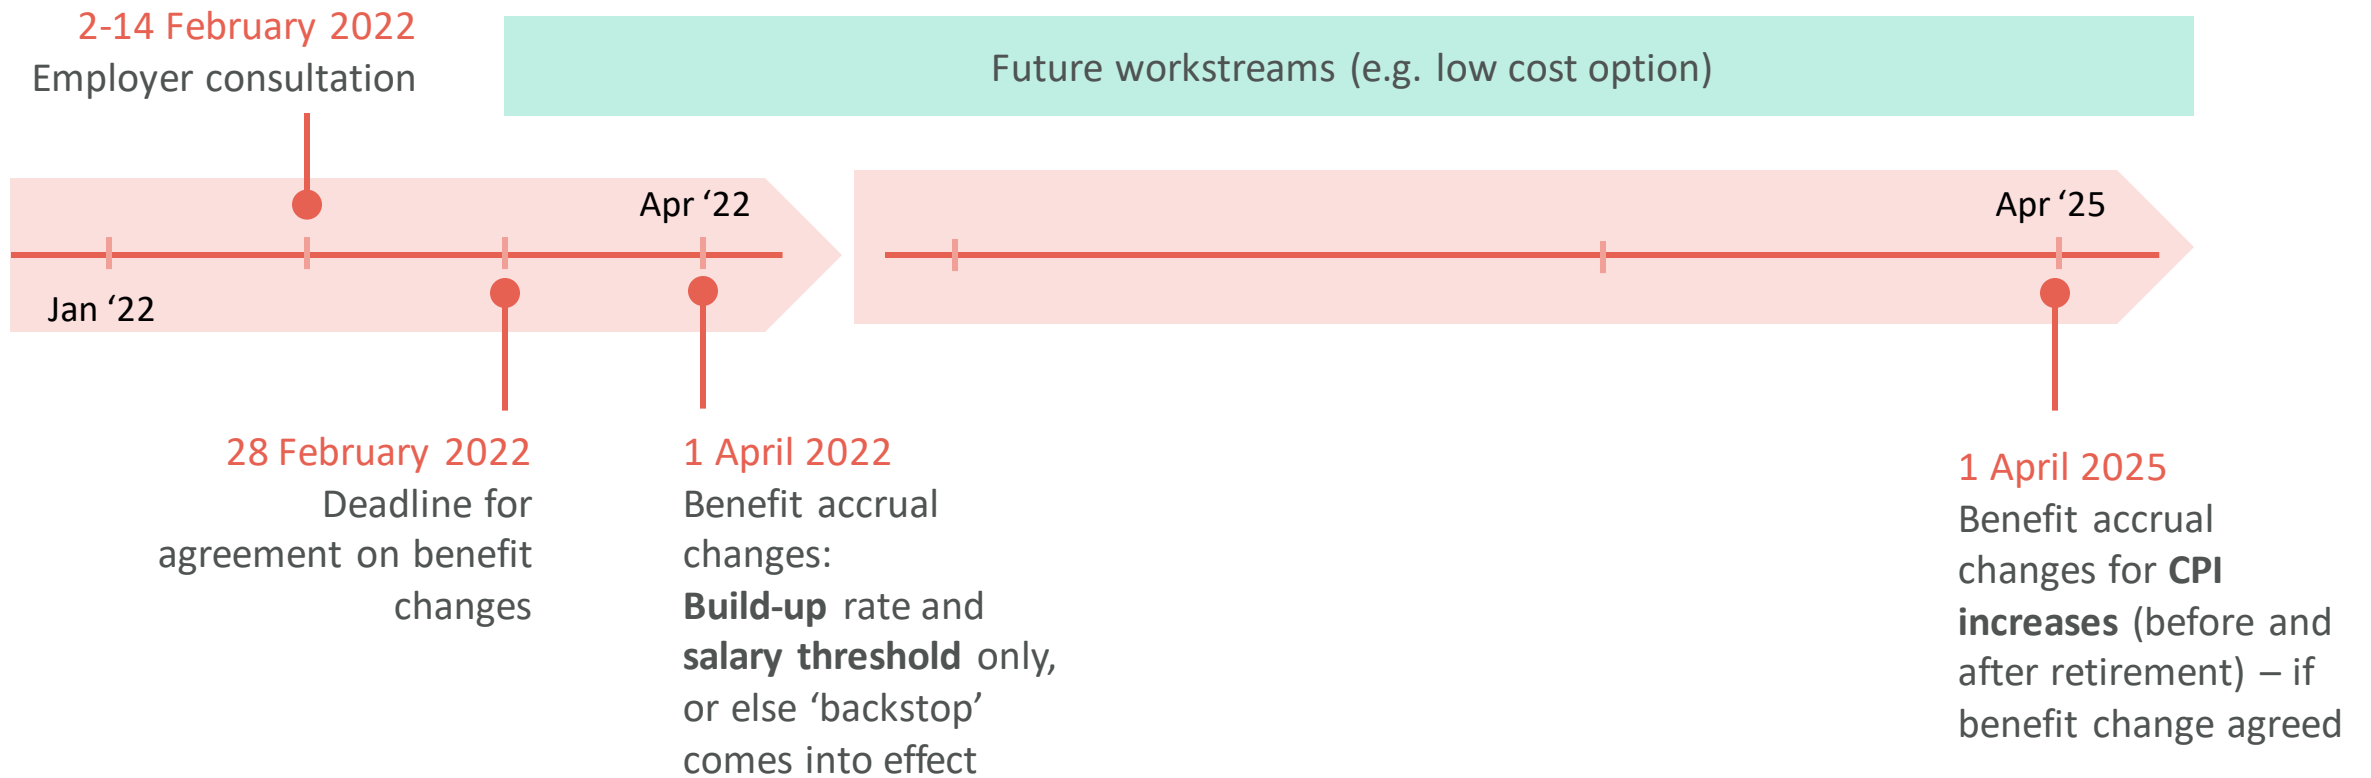 2-14 February 2022
Employer consultation
Future workstreams (e.g. low cost option)
Apr ‘22
Apr ‘25
Jan ‘22
28 February 2022
Deadline for
agreement on benefit
changes
1 April 2022
Benefit accrual
changes:
Build-up rate and
salary threshold only,
or else ‘backstop’
comes into effect
1 April 2025
Benefit accrual
changes for CPI
increases (before and
after retirement) – if
benefit change agreed